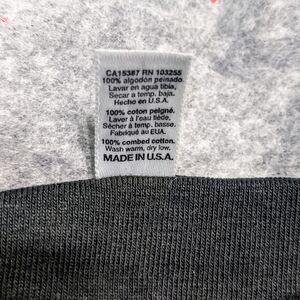 CA15387 RN 103255
100% algodón peinado.
Lavar en agua tibia,
Secar a temp. baja.
Hecho en U.S.A.
100% coton peigné.
Laver à l'eau tiède,
Sécher à temp. basse.
Fabriqué au EUA.
100% combed cotton.
Wash warm, dry low.
MADE IN U.S.A.